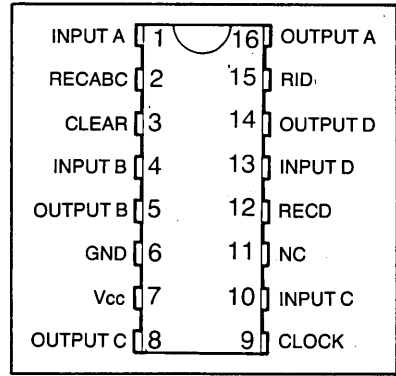 INPUT A 1 16 OUTPUT A
RECABC 2 15 RID
CLEAR 3 14 OUTPUT D
INPUT B 4 13 INPUT D
OUTPUT B 5 12 RECD
GND 6 11 NC
Vcc 7 10 INPUT C
OUTPUT C 8 9 CLOCK